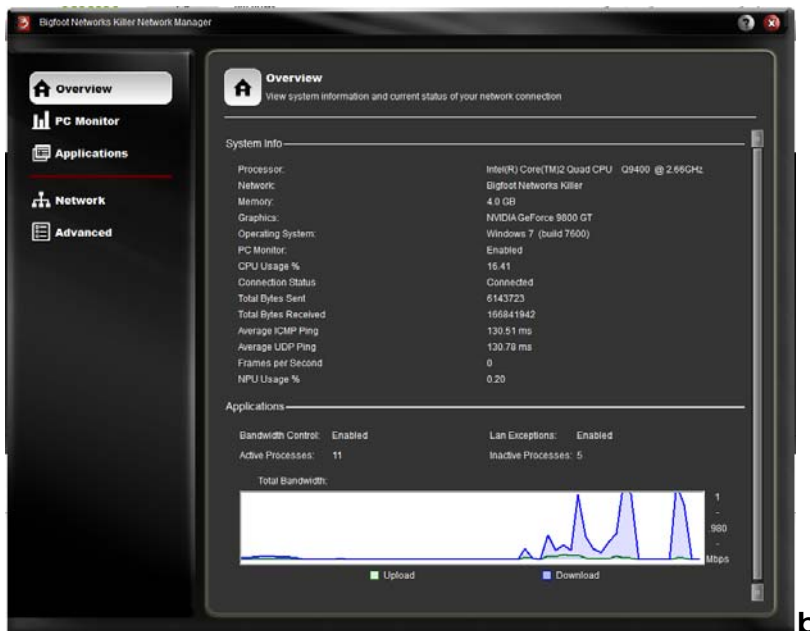 Bigfoot Networks Killer Network Manager
Overview
PC Monitor
Applications
Network
Advanced
Overview
View system information and current status of your network connection
System Info
Processor: Intel(R) Core(TM)2 Quad CPU Q9400 @ 2.66GHz
Network: Bigfoot Networks Killer
Memory: 4.0 GB
Graphics: NVIDIA GeForce 9800 GT
Operating System: Windows 7 (build 7600)
PC Monitor: Enabled
CPU Usage % 16.41
Connection Status Connected
Total Bytes Sent 6143723
Total Bytes Received 166841942
Average ICMP Ping 130.51 ms
Average UDP Ping 130.78 ms
Frames per Second 0
NPU Usage % 0.20
Applications
Bandwidth Control: Enabled Lan Exceptions: Enabled
Active Processes: 11 Inactive Processes: 5
Total Bandwidth:
1
-
.980
-
Mbps
Upload Download
b